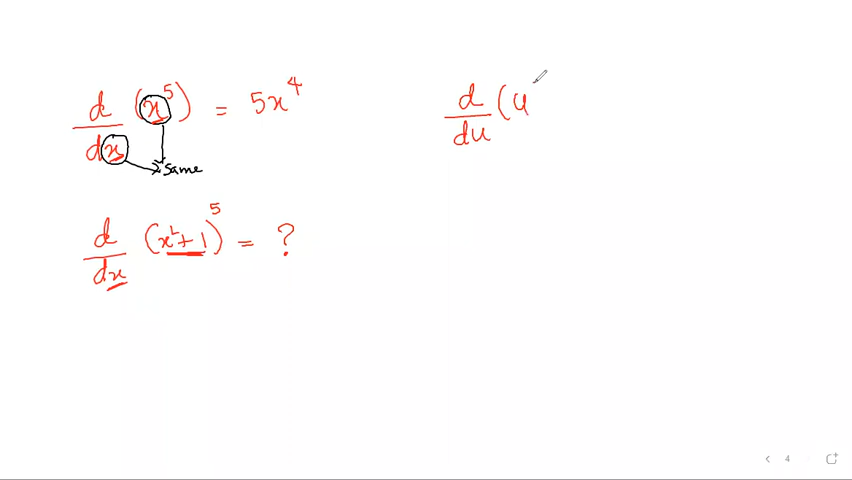 d/dx (x^5) = 5x^4
Same
d/dx (x^2+1)^5 = ?
d/du (u
4